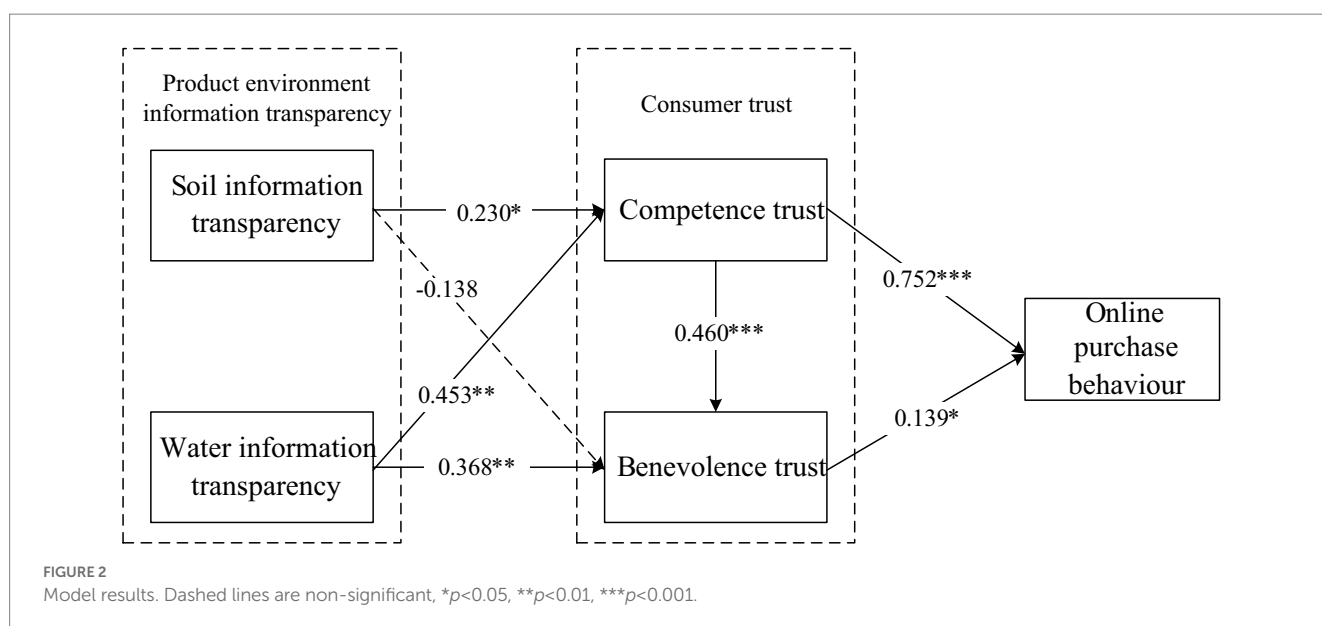 Product environment
information transparency
Consumer trust
Soil information
transparency
0.230*
Competence trust
-0.138
0.752***
0.460***
Online
purchase
behaviour
0.453**
0.139*
Water information
transparency
0.368**
Benevolence trust
FIGURE 2
Model results. Dashed lines are non-significant, *p<0.05, **p<0.01, ***p<0.001.